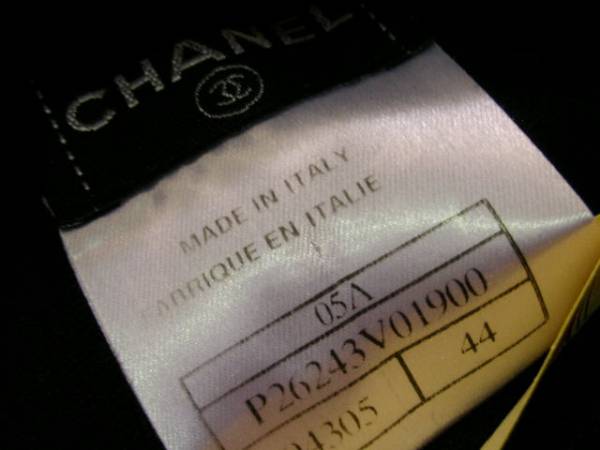 CHANEL
MADE IN ITALY
FABRIQUE EN ITALIE
05A
P26243V01900
44